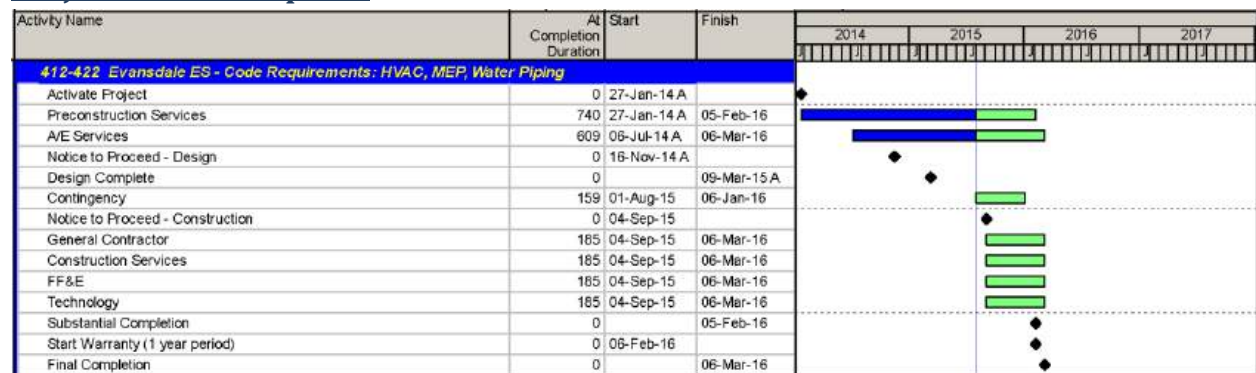 Activity Name At Completion Duration Start Finish
2014 2015 2016 2017
412-422 Evansdale ES - Code Requirements: HVAC, MEP, Water Piping
Activate Project 0 27-Jan-14 A
Preconstruction Services 740 27-Jan-14 A 05-Feb-16
A/E Services 609 06-Jul-14 A 06-Mar-16
Notice to Proceed - Design 0 16-Nov-14 A
Design Complete 0 09-Mar-15 A
Contingency 159 01-Aug-15 06-Jan-16
Notice to Proceed - Construction 0 04-Sep-15
General Contractor 185 04-Sep-15 06-Mar-16
Construction Services 185 04-Sep-15 06-Mar-16
FF&E 185 04-Sep-15 06-Mar-16
Technology 185 04-Sep-15 06-Mar-16
Substantial Completion 0 05-Feb-16
Start Warranty (1 year period) 0 06-Feb-16
Final Completion 0 06-Mar-16